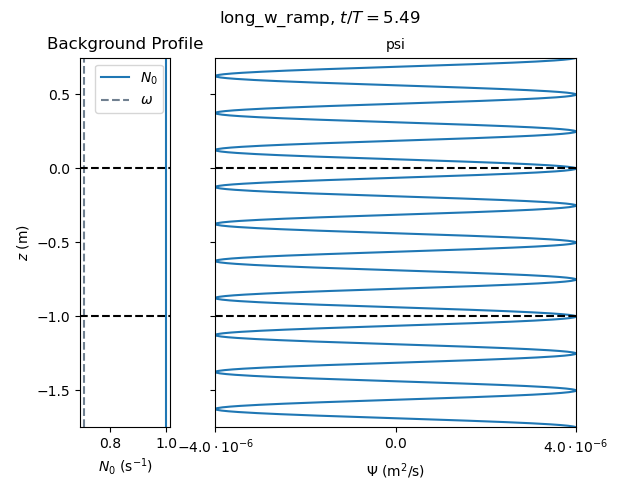 long_w_ramp, $t/T = 5.49$
Background Profile
psi
N₀
ω
0.5
0.0
−0.5
−1.0
−1.5
z (m)
0.8
1.0
−4.0 · 10⁻⁶
0.0
4.0 · 10⁻⁶
N₀ (s⁻¹)
Ψ (m²/s)